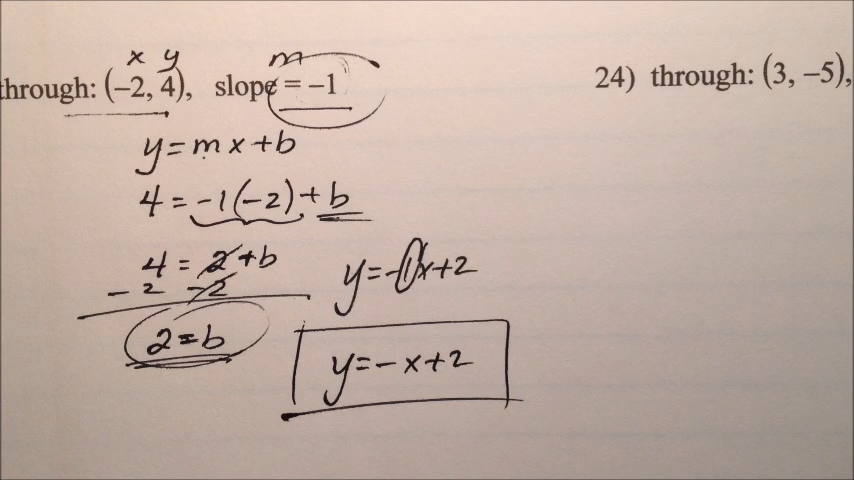 x y m
through: (−2, 4), slope = −1
24) through: (3, −5),
y = mx + b
4 = -1(-2) + b
4 = 2 + b
- 2 -2
2 = b
y = -1x + 2
y = -x + 2